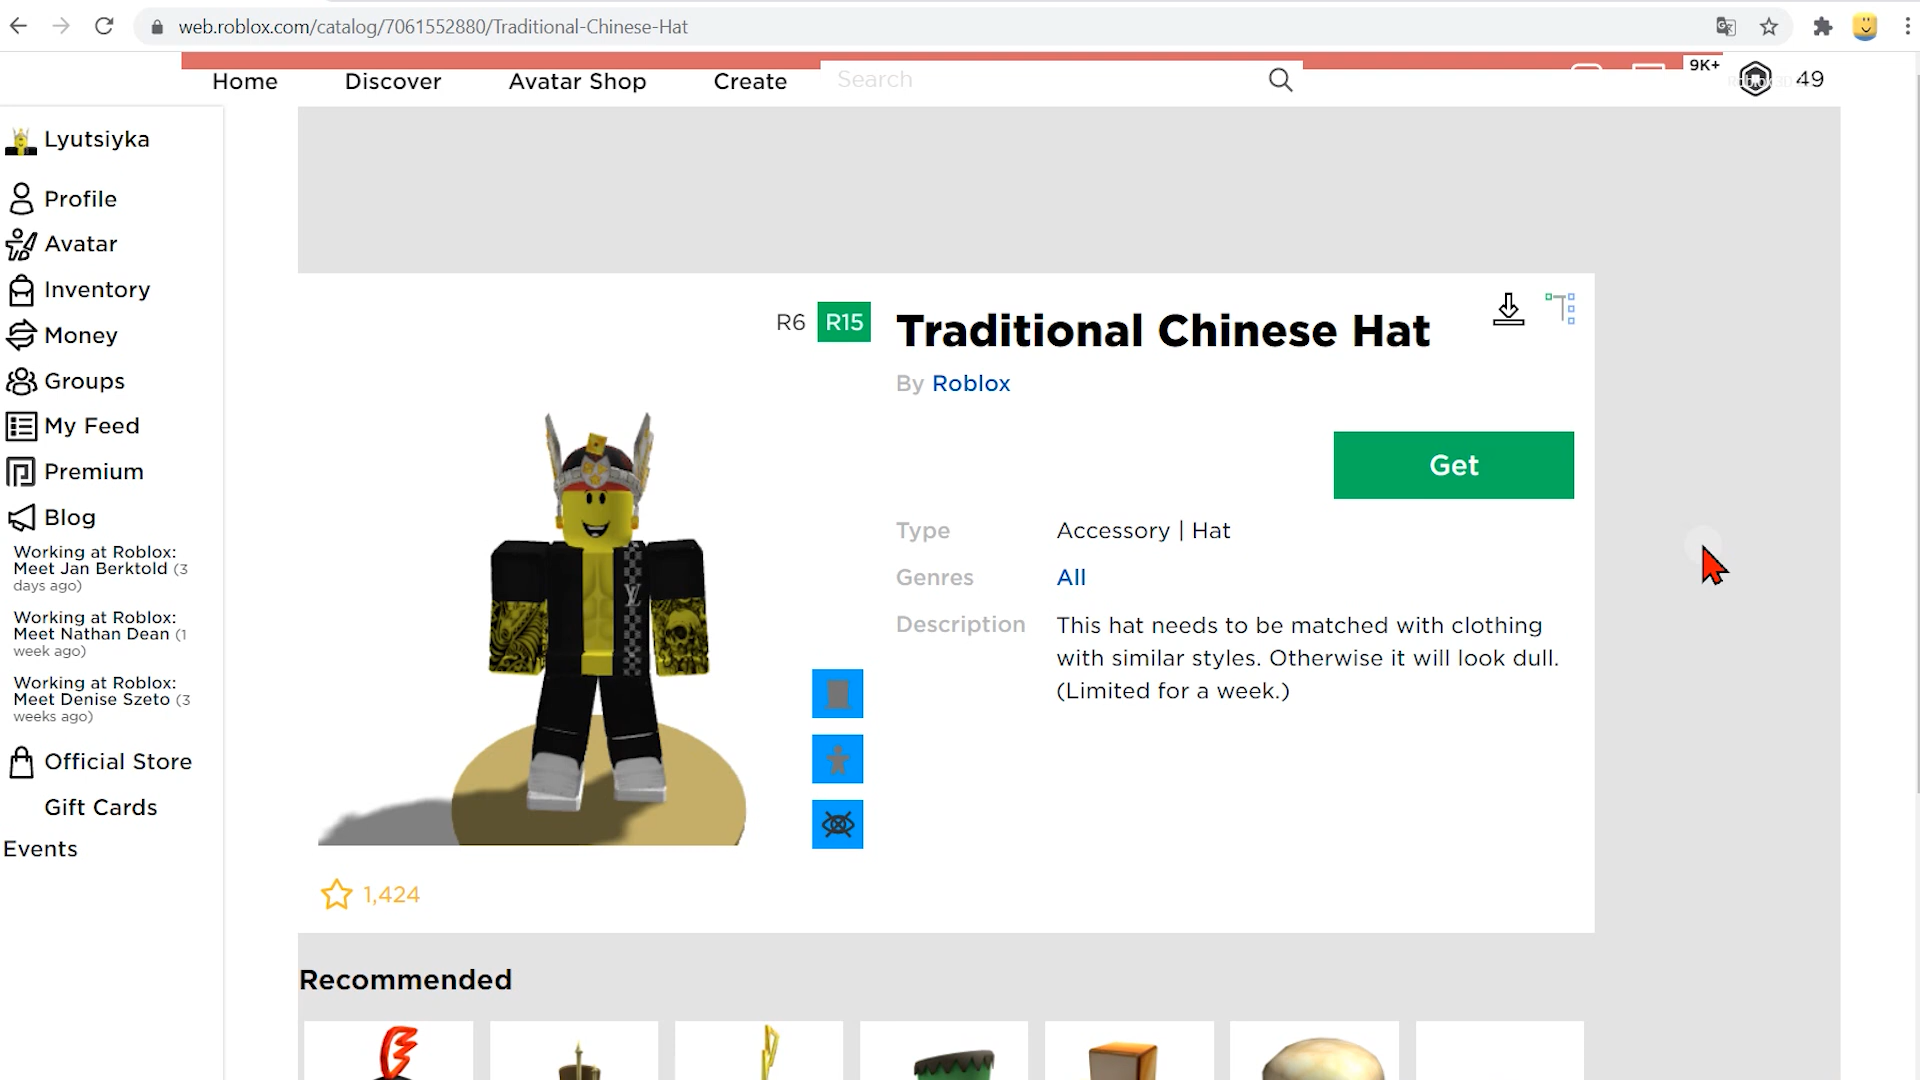 web.roblox.com/catalog/7061552880/Traditional-Chinese-Hat
Home Discover Avatar Shop Create Search 9K+ 49
Lyutsiyka
Profile
Avatar
Inventory
Money
Groups
My Feed
Premium
Blog
Working at Roblox:
Meet Jan Berktold (3
days ago)
Working at Roblox:
Meet Nathan Dean (1
week ago)
Working at Roblox:
Meet Denise Szeto (3
weeks ago)
Official Store
Gift Cards
Events
R6 R15
Traditional Chinese Hat
By Roblox
Get
Type Accessory | Hat
Genres All
Description This hat needs to be matched with clothing
with similar styles. Otherwise it will look dull.
(Limited for a week.)
1,424
Recommended